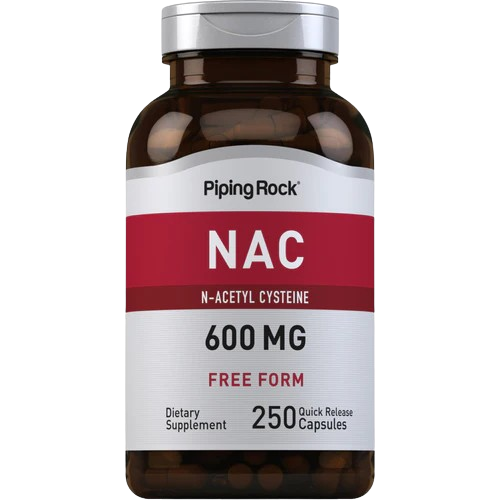 PipingRock®
NAC
N-ACETYL CYSTEINE
600 MG
FREE FORM
Dietary
Supplement
250 Quick Release
Capsules